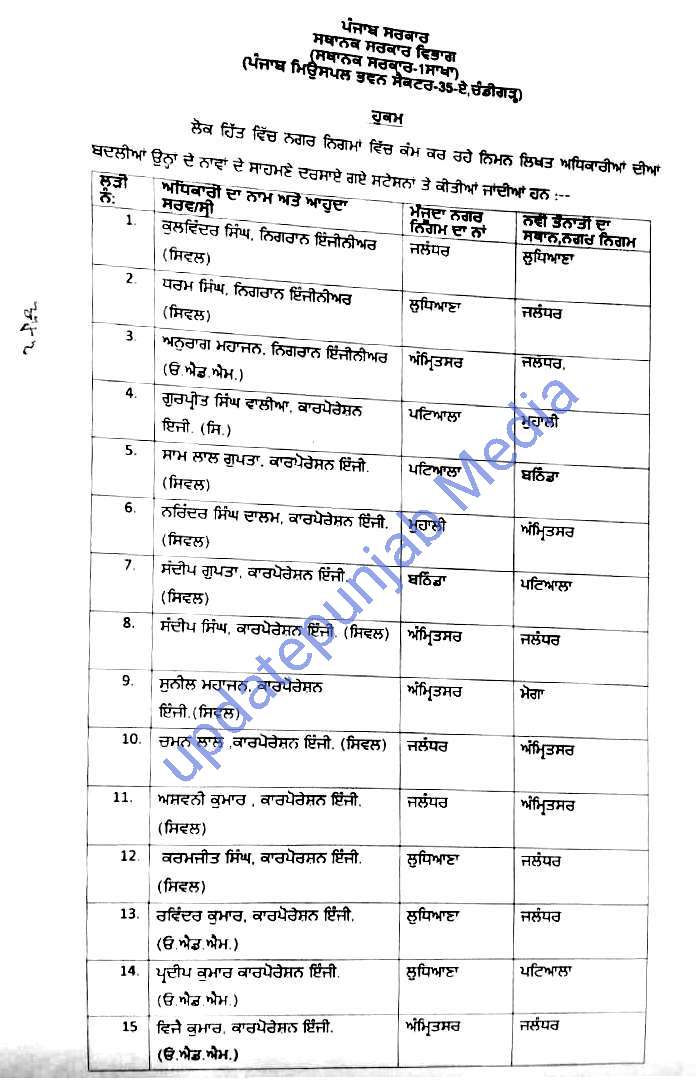 ਪੰਜਾਬ ਸਰਕਾਰ
ਸਥਾਨਕ ਸਰਕਾਰ ਵਿਭਾਗ
(ਸਥਾਨਕ ਸਰਕਾਰ-1ਸਾਖਾ)
(ਪੰਜਾਬ ਮਿਉਂਸਪਲ ਭਵਨ ਸੈਕਟਰ-35-ਏ,ਚੰਡੀਗੜ੍ਹ)
ਹੁਕਮ
ਲੋਕ ਹਿੱਤ ਵਿੱਚ ਨਗਰ ਨਿਗਮਾਂ ਵਿੱਚ ਕੰਮ ਕਰ ਰਹੇ ਨਿਮਨ ਲਿਖਤ ਅਧਿਕਾਰੀਆਂ ਦੀਆ
ਬਦਲੀਆਂ ਉਨ੍ਹਾਂ ਦੇ ਨਾਵਾਂ ਦੇ ਸਾਹਮਣੇ ਦਰਸਾਏ ਗਏ ਸਟੇਸਨਾਂ ਤੇ ਕੀਤੀਆਂ ਜਾਂਦੀਆਂ ਹਨ :--
ਲੜੀ ਨੰ: ਅਧਿਕਾਰੀ ਦਾ ਨਾਮ ਅਤੇ ਆਹੁਦਾ ਸਰਵ/ਸ੍ਰੀ ਮੌਜੂਦਾ ਨਗਰ ਨਿਗਮ ਦਾ ਨਾਂ ਨਵੀਂ ਤੈਨਾਤੀ ਦਾ ਸਥਾਨ,ਨਗਰ ਨਿਗਮ
1. ਕੁਲਵਿੰਦਰ ਸਿੰਘ, ਨਿਗਰਾਨ ਇੰਜੀਨੀਅਰ ਜਲੰਧਰ ਲੁਧਿਆਣਾ
(ਸਿਵਲ)
2. ਧਰਮ ਸਿੰਘ, ਨਿਗਰਾਨ ਇੰਜੀਨੀਅਰ ਲੁਧਿਆਣਾ ਜਲੰਧਰ
(ਸਿਵਲ)
3. ਅਨੁਰਾਗ ਮਹਾਜਨ, ਨਿਗਰਾਨ ਇੰਜੀਨੀਅਰ ਅੰਮ੍ਰਿਤਸਰ ਜਲੰਧਰ.
(ਓ.ਐਂਡ.ਐਮ.)
4. ਗੁਰਪ੍ਰੀਤ ਸਿੰਘ ਵਾਲੀਆ, ਕਾਰਪੋਰੇਸ਼ਨ ਪਟਿਆਲਾ ਮੁਹਾਲੀ
ਇੰਜੀ. (ਸਿ.)
5. ਸਾਮ ਲਾਲ ਗੁਪਤਾ, ਕਾਰਪੋਰੇਸ਼ਨ ਇੰਜੀ. ਪਟਿਆਲਾ ਬਠਿੰਡਾ
(ਸਿਵਲ)
6. ਨਰਿੰਦਰ ਸਿੰਘ ਦਾਲਮ, ਕਾਰਪੋਰੇਸ਼ਨ ਇੰਜੀ. ਮੁਹਾਲੀ ਅੰਮ੍ਰਿਤਸਰ
(ਸਿਵਲ)
7. ਸੰਦੀਪ ਗੁਪਤਾ, ਕਾਰਪੋਰੇਸ਼ਨ ਇੰਜੀ. ਬਠਿੰਡਾ ਪਟਿਆਲਾ
(ਸਿਵਲ)
8. ਸੰਦੀਪ ਸਿੰਘ, ਕਾਰਪੋਰੇਸ਼ਨ ਇੰਜੀ. (ਸਿਵਲ) ਅੰਮ੍ਰਿਤਸਰ ਜਲੰਧਰ
9. ਸੁਨੀਲ ਮਹਾਜਨ, ਕਾਰਪੋਰੇਸ਼ਨ ਅੰਮ੍ਰਿਤਸਰ ਮੋਗਾ
ਇੰਜੀ.(ਸਿਵਲ)
10. ਚਮਨ ਲਾਲ ,ਕਾਰਪੋਰੇਸ਼ਨ ਇੰਜੀ. (ਸਿਵਲ) ਜਲੰਧਰ ਅੰਮ੍ਰਿਤਸਰ
11. ਅਸ਼ਵਨੀ ਕੁਮਾਰ , ਕਾਰਪੋਰੇਸ਼ਨ ਇੰਜੀ. ਜਲੰਧਰ ਅੰਮ੍ਰਿਤਸਰ
(ਸਿਵਲ)
12. ਕਰਮਜੀਤ ਸਿੰਘ, ਕਾਰਪੋਰਸ਼ਨ ਇੰਜੀ. ਲੁਧਿਆਣਾ ਜਲੰਧਰ
(ਸਿਵਲ)
13. ਰਵਿੰਦਰ ਕੁਮਾਰ, ਕਾਰਪੋਰੇਸ਼ਨ ਇੰਜੀ. ਲੁਧਿਆਣਾ ਜਲੰਧਰ
(ਓ.ਐਂਡ.ਐਮ.)
14. ਪ੍ਰਦੀਪ ਕੁਮਾਰ ਕਾਰਪੋਰੇਸ਼ਨ ਇੰਜੀ. ਲੁਧਿਆਣਾ ਪਟਿਆਲਾ
(ਓ.ਐਂਡ.ਐਮ.)
15 ਵਿਜੈ ਕੁਮਾਰ, ਕਾਰਪੋਰੇਸ਼ਨ ਇੰਜੀ. ਅੰਮ੍ਰਿਤਸਰ ਜਲੰਧਰ
(ਓ.ਐਂਡ.ਐਮ.)
updatepunjab Media